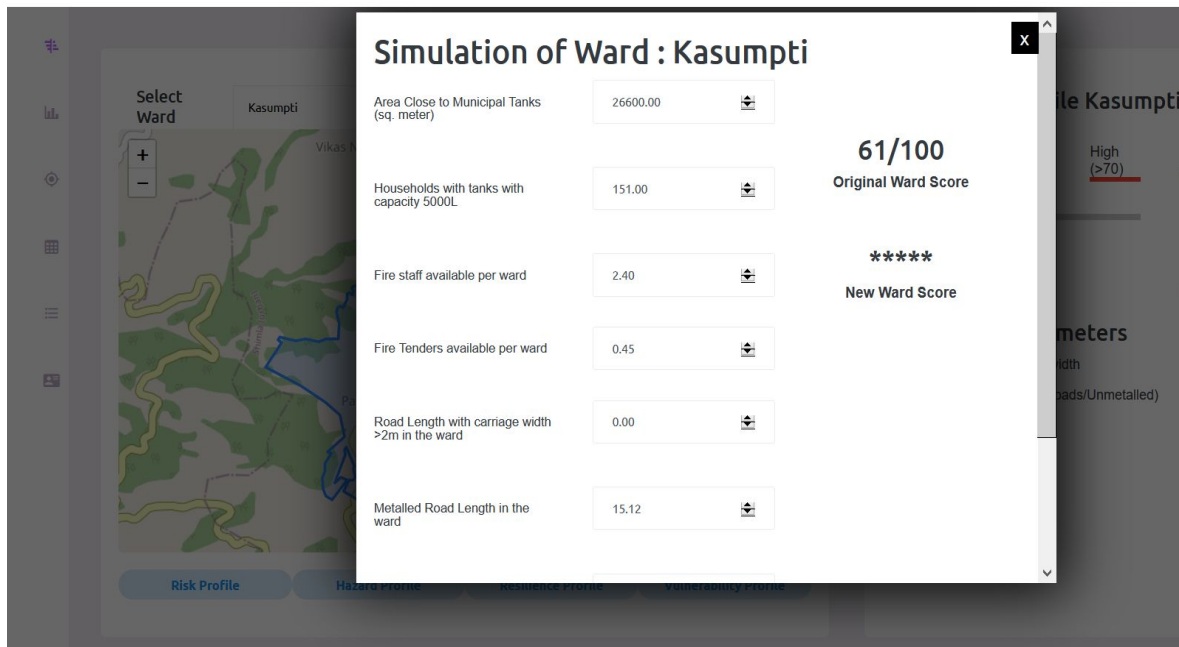 Simulation of Ward : Kasumpti
X
Area Close to Municipal Tanks
(sq. meter)
26600.00
Households with tanks with
capacity 5000L
151.00
Fire staff available per ward
2.40
Fire Tenders available per ward
0.45
Road Length with carriage width
>2m in the ward
0.00
Metalled Road Length in the
ward
15.12
61/100
Original Ward Score
*****
New Ward Score
Select
Ward
Kasumpti
+
−
Vikas
Risk Profile
Hazard Profile
Resilience Profile
Vulnerability Profile
Kasumpti
High
(>70)
/Unmetalled)